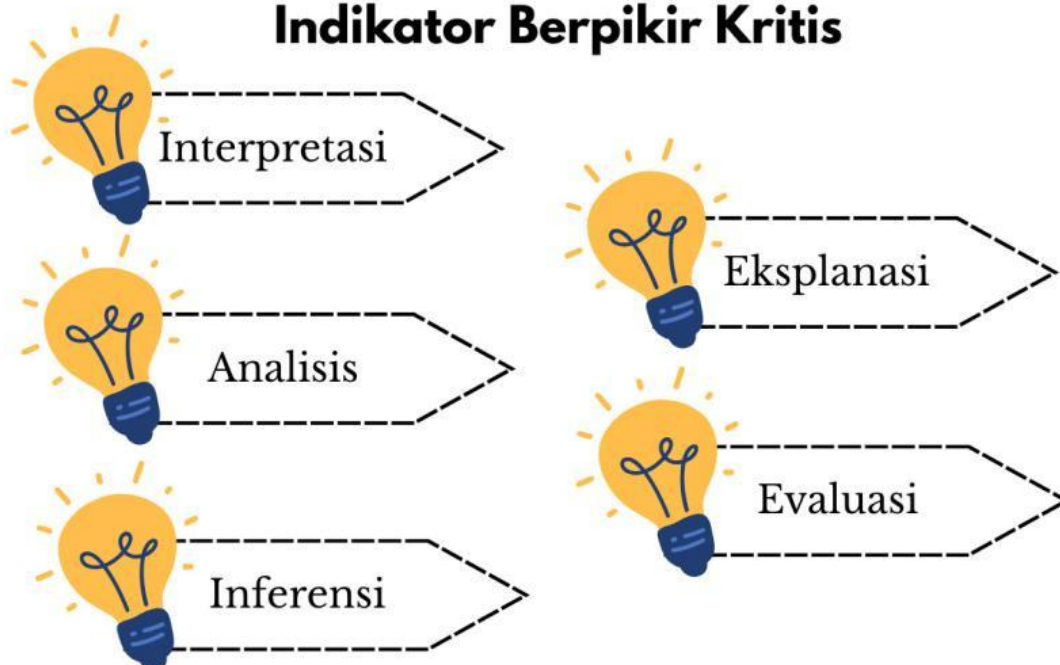 Indikator Berpikir Kritis
Interpretasi
Analisis
Inferensi
Eksplanasi
Evaluasi